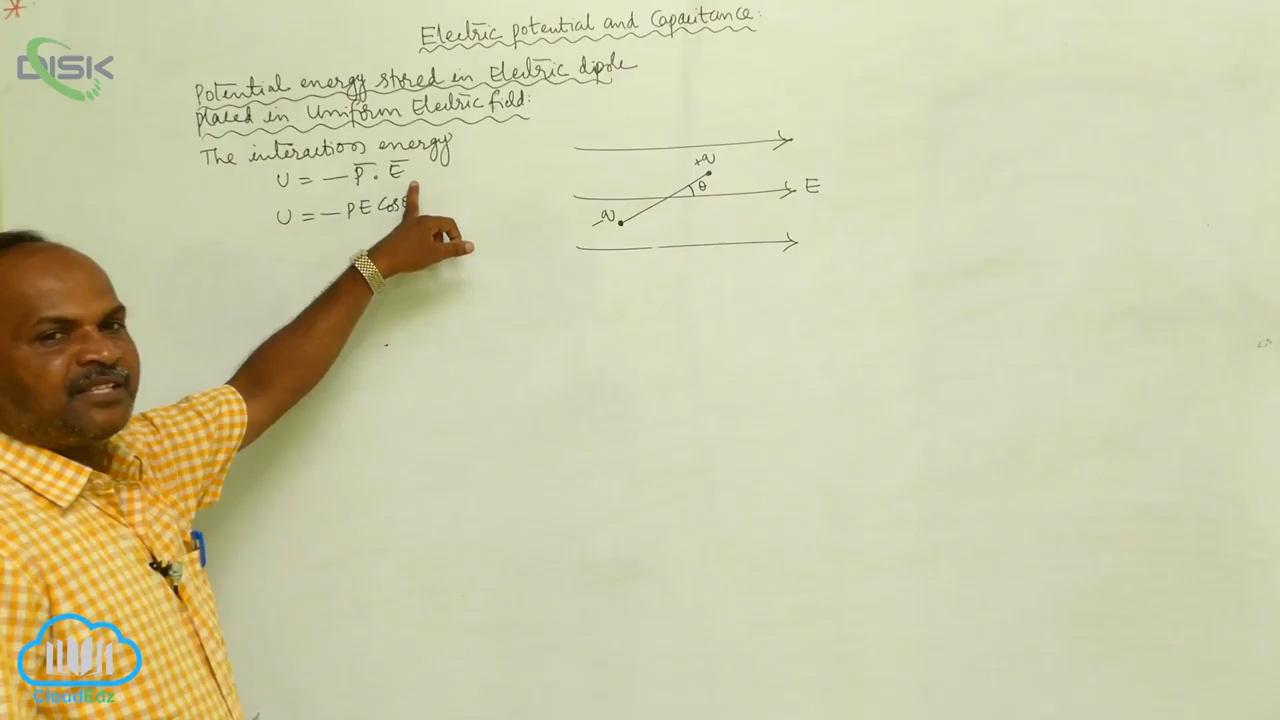 Electric potential and Capacitance:
DISK
Potential energy stored in Electric dipole
placed in Uniform Electric field:
The interaction energy
U = — P̅ . E̅
U = — P E Cosθ
+q
θ
E
-q
CloudEdz